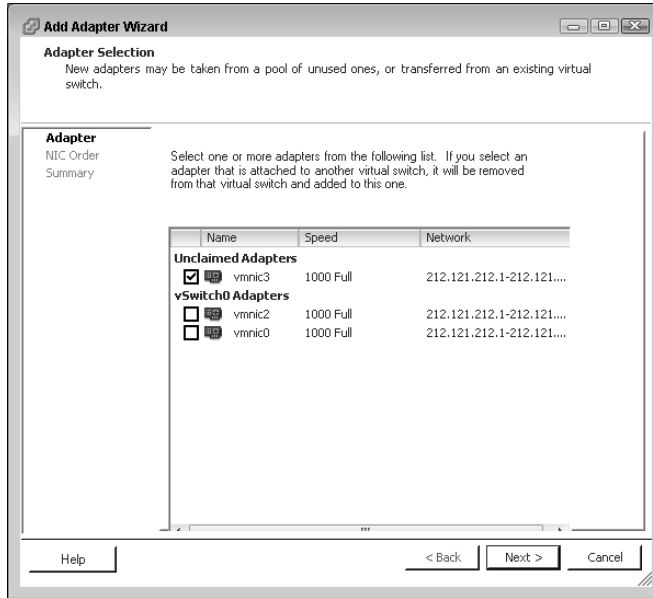 Add Adapter Wizard
Adapter Selection
New adapters may be taken from a pool of unused ones, or transferred from an existing virtual
switch.
Adapter
NIC Order
Summary
Select one or more adapters from the following list. If you select an
adapter that is attached to another virtual switch, it will be removed
from that virtual switch and added to this one.
Name Speed Network
Unclaimed Adapters
vmnic3 1000 Full 212.121.212.1-212.121....
vSwitch0 Adapters
vmnic2 1000 Full 212.121.212.1-212.121....
vmnic0 1000 Full 212.121.212.1-212.121....
Help < Back Next > Cancel